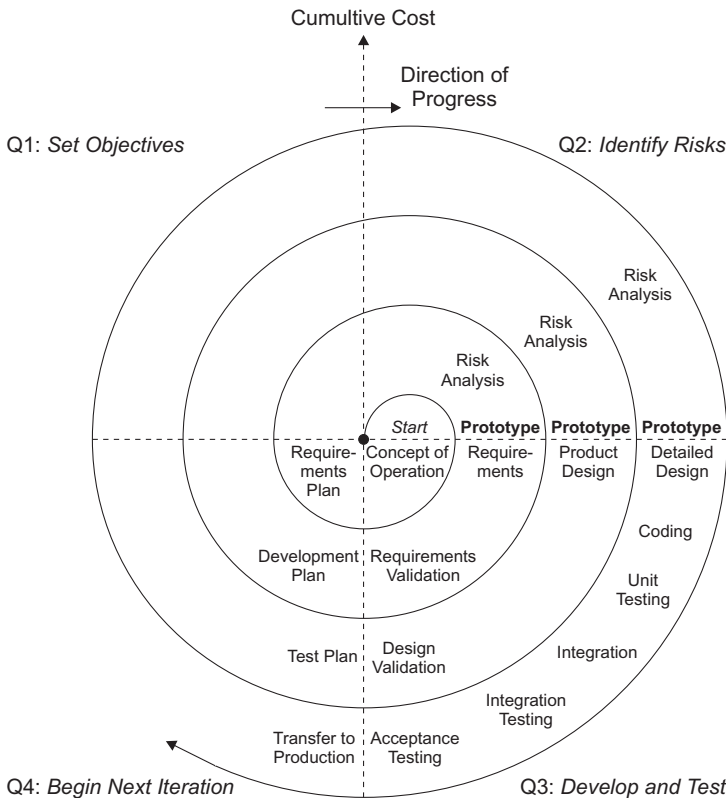 Cumultive Cost
Direction of
Progress
Q1: Set Objectives
Q2: Identify Risks
Risk
Analysis
Risk
Analysis
Risk
Analysis
Start
Prototype
Prototype
Prototype
Require-
ments
Plan
Concept of
Operation
Require-
ments
Product
Design
Detailed
Design
Coding
Development
Plan
Requirements
Validation
Unit
Testing
Test Plan
Design
Validation
Integration
Integration
Testing
Transfer to
Production
Acceptance
Testing
Q4: Begin Next Iteration
Q3: Develop and Test